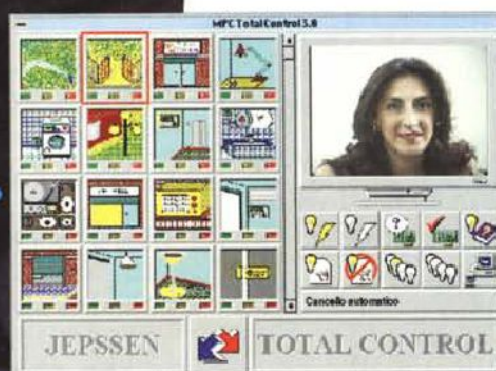 MPC Total Control 3.0
Cancello automatico
JEPSSEN
TOTAL CONTROL